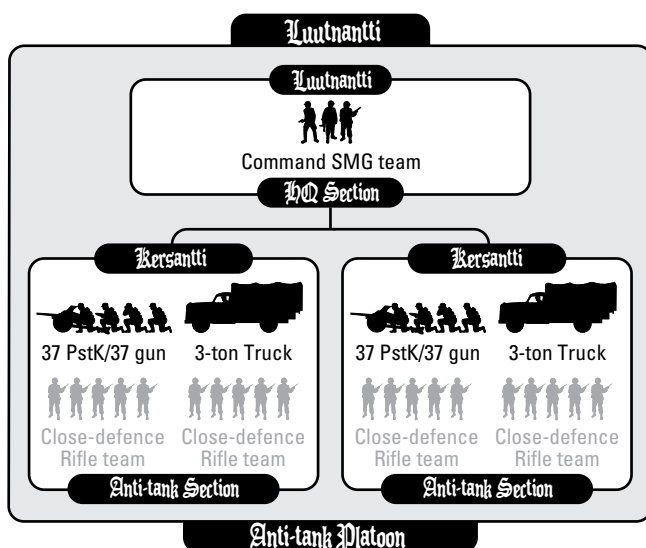 Luutnantti
Luutnantti
Command SMG team
HQ Section
Kersantti
37 PstK/37 gun
3-ton Truck
Close-defence
Rifle team
Close-defence
Rifle team
Anti-tank Section
Kersantti
37 PstK/37 gun
3-ton Truck
Close-defence
Rifle team
Close-defence
Rifle team
Anti-tank Section
Anti-tank Platoon